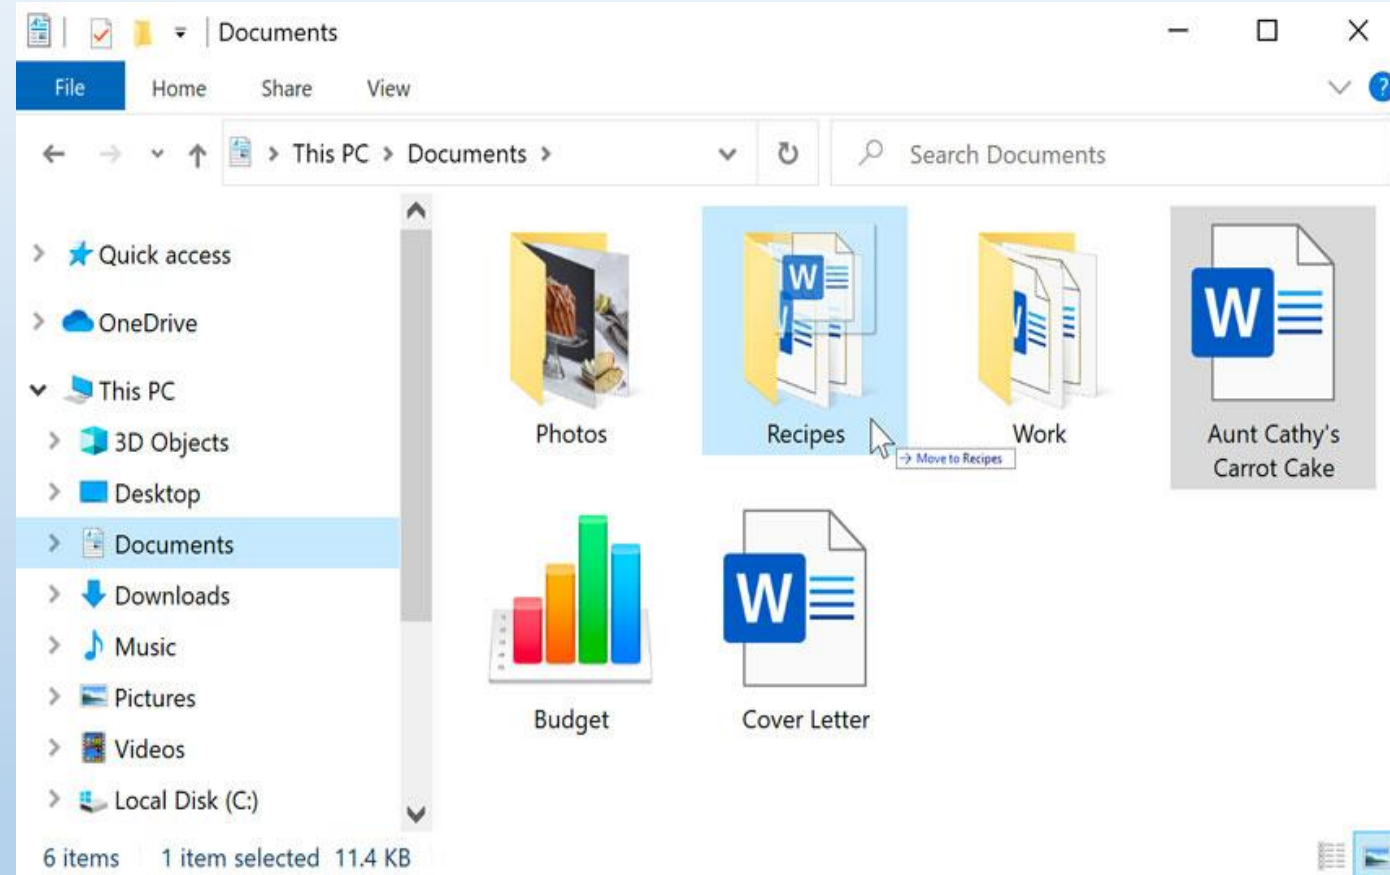 Documents
File Home Share View
This PC > Documents >
Search Documents
Quick access
OneDrive
This PC
3D Objects
Desktop
Documents
Downloads
Music
Pictures
Videos
Local Disk (C:)
Photos
Recipes
→ Move to Recipes
Work
Aunt Cathy's
Carrot Cake
Budget
Cover Letter
6 items 1 item selected 11.4 KB